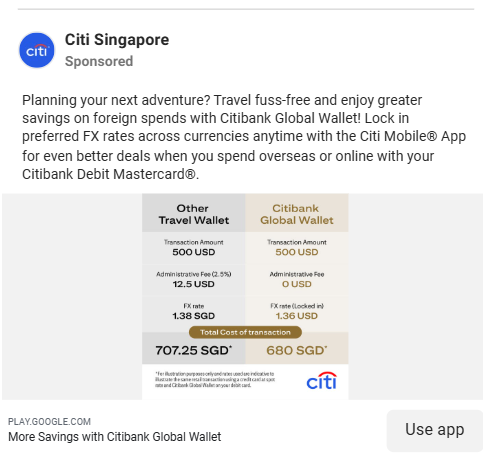 Citi Singapore
Sponsored
Planning your next adventure? Travel fuss-free and enjoy greater
savings on foreign spends with Citibank Global Wallet! Lock in
preferred FX rates across currencies anytime with the Citi Mobile® App
for even better deals when you spend overseas or online with your
Citibank Debit Mastercard®.
Other
Travel Wallet
Transaction Amount
500 USD
Administrative Fee (2.5%)
12.5 USD
FX rate
1.38 SGD
Citibank
Global Wallet
Transaction Amount
500 USD
Administrative Fee
0 USD
FX rate (Locked in)
1.36 USD
Total Cost of transaction
707.25 SGD*
680 SGD*
*For illustration purposes only and rates used are indicative to
illustrate the same retail transaction using a credit card or spot
rate and Citibank Global Wallet on your debit card.
citi
PLAY.GOOGLE.COM
More Savings with Citibank Global Wallet
Use app
citi